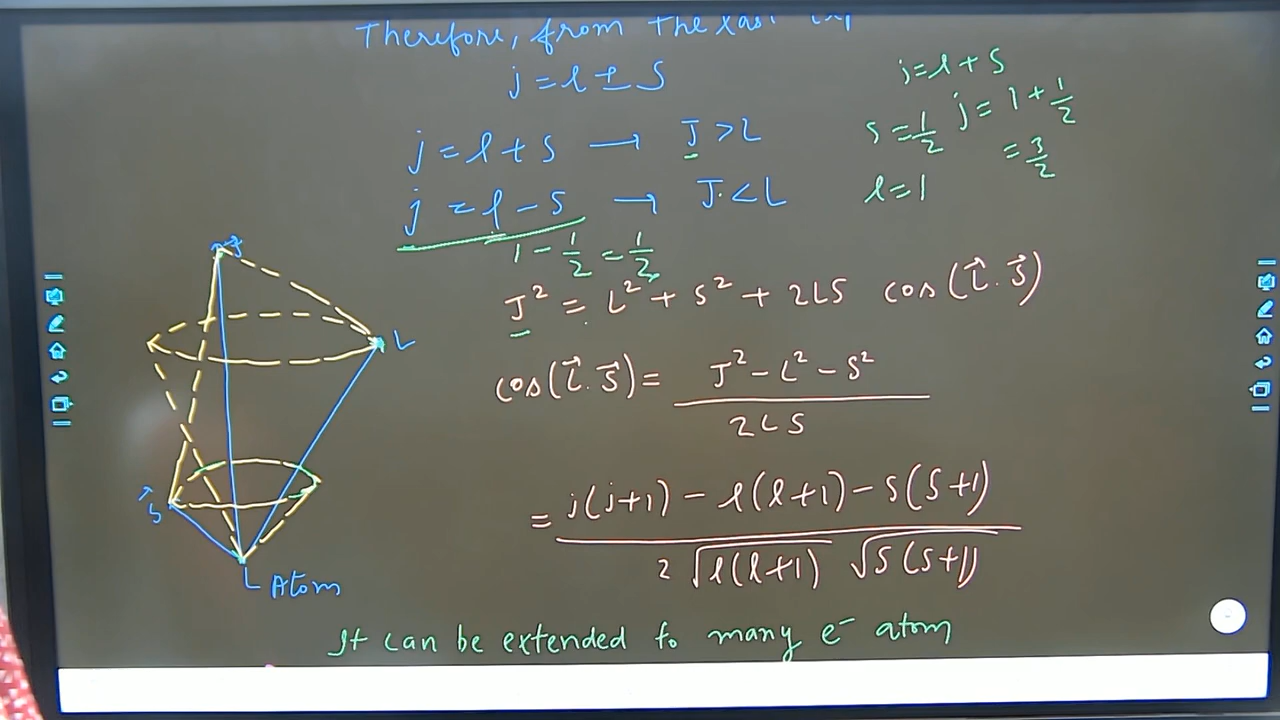 Therefore, from the last
j = l ± S
j = l + s → J > L
j = l - s → J < L
1 - 1/2 = 1/2
j = l + s
s = 1/2 j = 1 + 1/2
= 3/2
l = 1
J² = L² + S² + 2LS cos(L⃗.S⃗)
cos(L⃗.S⃗) = J² - L² - S² / 2LS
= j(j+1) - l(l+1) - s(s+1) / 2 √l(l+1) √s(s+1)
J
L
S⃗
Atom
It can be extended to many e⁻ atom